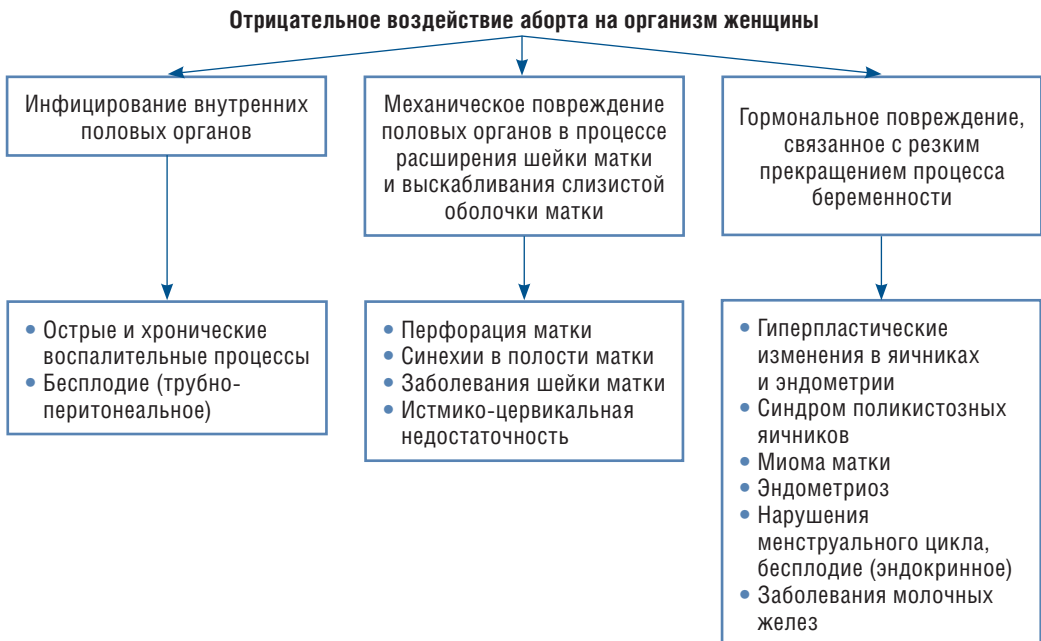 Отрицательное воздействие аборта на организм женщины
Инфицирование внутренних
половых органов
Механическое повреждение
половых органов в процессе
расширения шейки матки
и выскабливания слизистой
оболочки матки
Гормональное повреждение,
связанное с резким
прекращением процесса
беременности
• Острые и хронические
воспалительные процессы
• Бесплодие (трубно-
перитонеальное)
• Перфорация матки
• Синехии в полости матки
• Заболевания шейки матки
• Истмико-цервикальная
недостаточность
• Гиперпластические
изменения в яичниках
и эндометрии
• Синдром поликистозных
яичников
• Миома матки
• Эндометриоз
• Нарушения
менструального цикла,
бесплодие (эндокринное)
• Заболевания молочных
желез